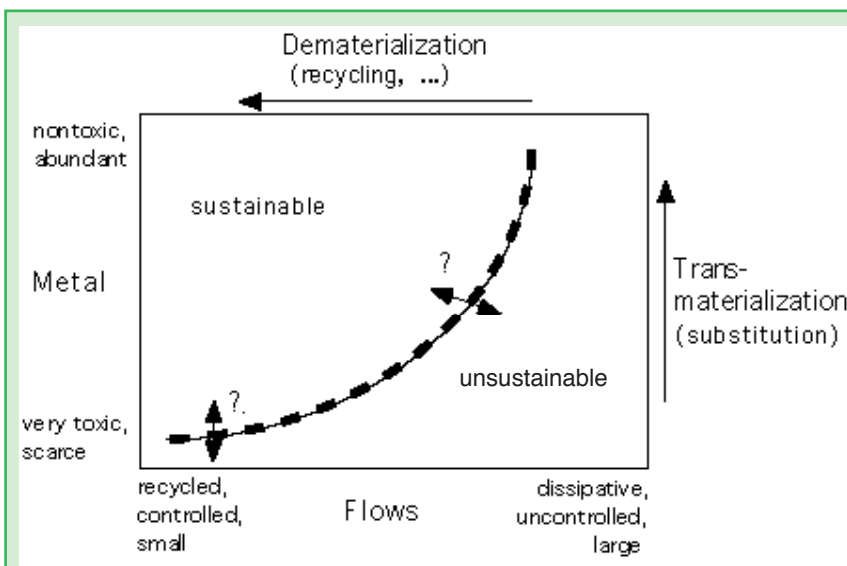 Dematerialization
(recycling, ...)
nontoxic,
abundant
sustainable
?
Metal
Trans-
materialization
(substitution)
unsustainable
?.
very toxic,
scarce
recycled,
controlled,
small
Flows
dissipative,
uncontrolled,
large